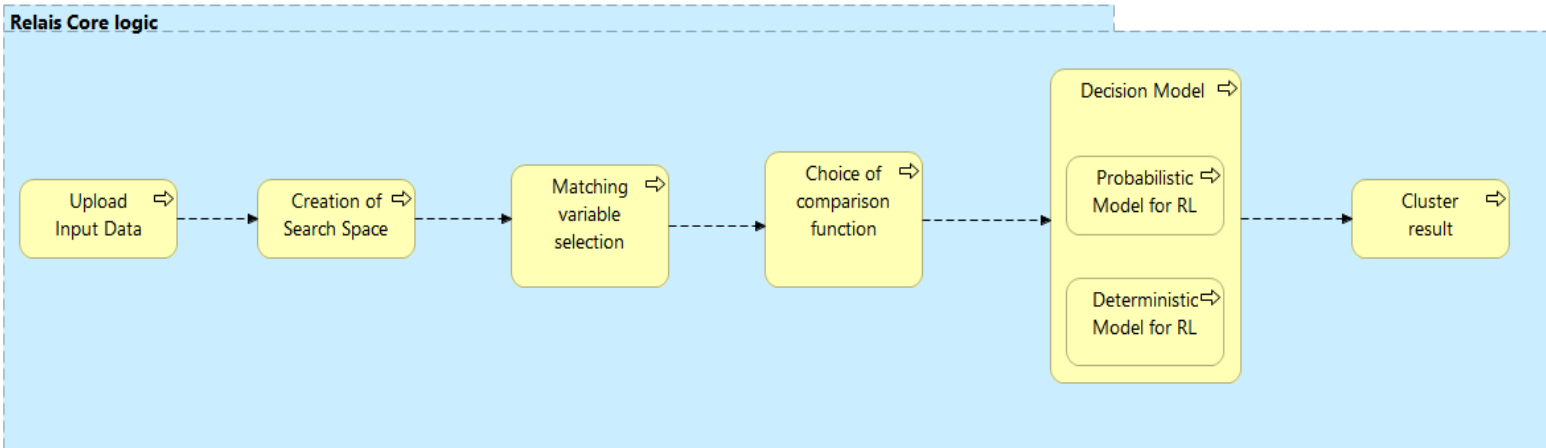 Relais Core logic
Upload
Input Data
Creation of
Search Space
Matching
variable
selection
Choice of
comparison
function
Decision Model
Probabilistic
Model for RL
Deterministic
Model for RL
Cluster
result